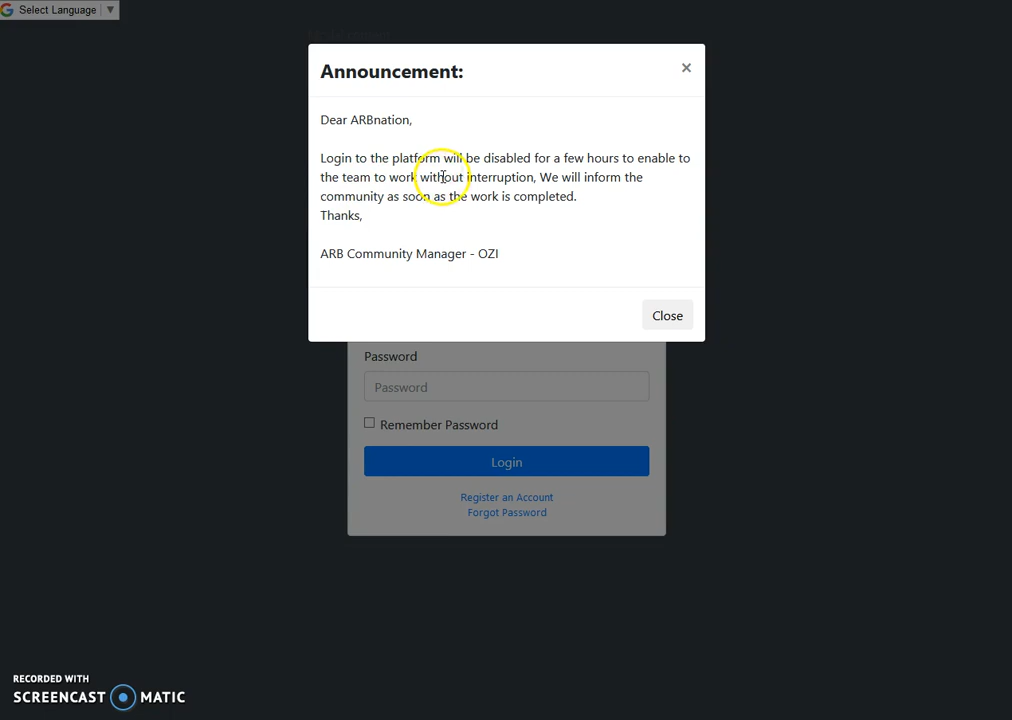 Select Language ▼
Announcement:
×
Dear ARBnation,
Login to the platform will be disabled for a few hours to enable to
the team to work without interruption, We will inform the
community as soon as the work is completed.
Thanks,
ARB Community Manager - OZI
Close
Password
Password
Remember Password
Login
Register an Account
Forgot Password
RECORDED WITH
SCREENCAST MATIC